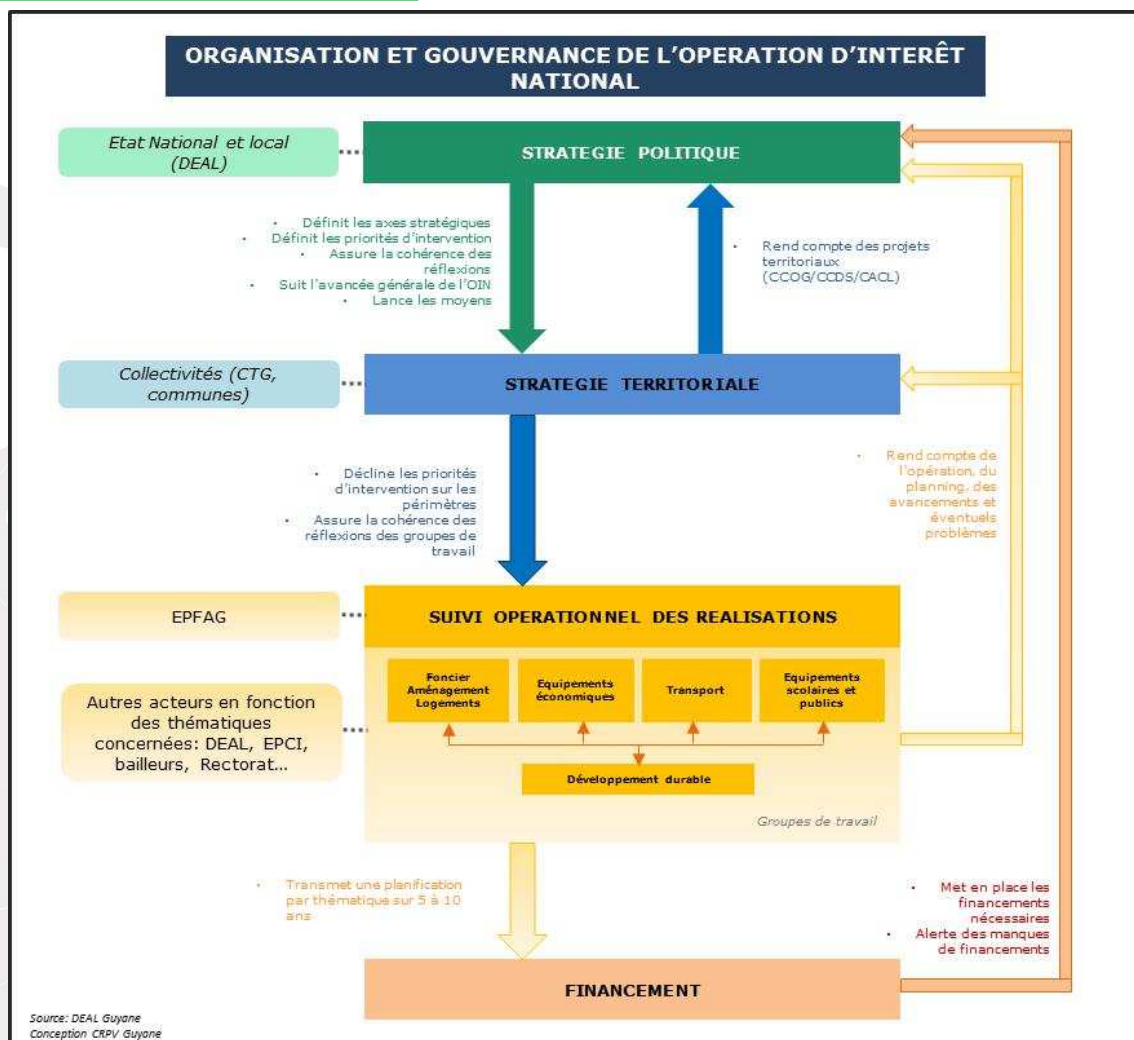 ORGANISATION ET GOUVERNANCE DE L'OPERATION D'INTERÊT
NATIONAL
Etat National et local
(DEAL)
STRATEGIE POLITIQUE
• Définit les axes stratégiques
• Définit les priorités d'intervention
• Assure la cohérence des
réflexions
• Suit l'avancée générale de l'OIN
• Lance les moyens
• Rend compte des projets
territoriaux
(CCOG/CCDS/CACL)
Collectivités (CTG,
communes)
STRATEGIE TERRITORIALE
• Décline les priorités
d'intervention sur les
périmètres
• Assure la cohérence des
réflexions des groupes de
travail
• Rend compte de
l'opération, du
planning, des
avancements et
éventuels
problèmes
EPFAG
SUIVI OPERATIONNEL DES REALISATIONS
Autres acteurs en fonction
des thématiques
concernées: DEAL, EPCI,
bailleurs, Rectorat...
Foncier
Aménagement
Logements
Equipements
économiques
Transport
Equipements
scolaires et
publics
Développement durable
Groupes de travail
• Transmet une planification
par thématique sur 5 à 10
ans
• Met en place les
financements
nécessaires
• Alerte des manques
de financements
FINANCEMENT
Source: DEAL Guyane
Conception CRPV Guyane